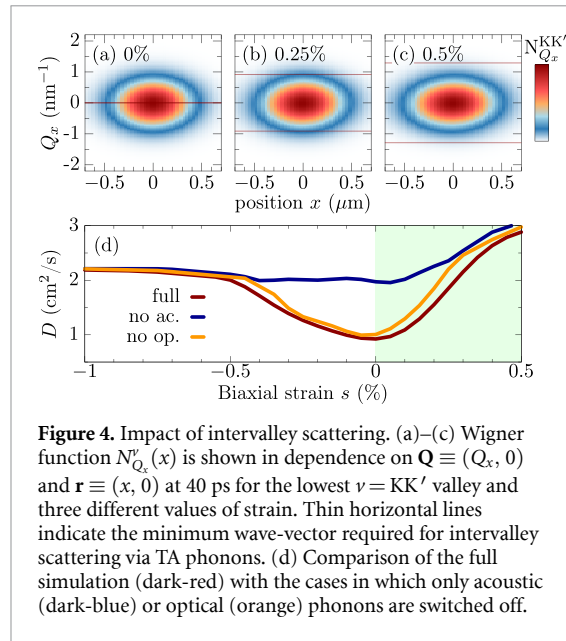 2
1
0
-1
-2
Q_x (nm⁻¹)
(a) 0%
(b) 0.25%
(c) 0.5%
N_{Q_x}^{KK′}
−0.5 0 0.5 −0.5 0 0.5 −0.5 0 0.5
position x (μm)
3
2
1
D (cm²/s)
(d)
full
no ac.
no op.
−1 −0.5 0 0.5
Biaxial strain s (%)
Figure 4. Impact of intervalley scattering. (a)–(c) Wigner
function N^ν_{Q_x}(x) is shown in dependence on Q ≡ (Q_x, 0)
and r ≡ (x, 0) at 40 ps for the lowest ν = KK′ valley and
three different values of strain. Thin horizontal lines
indicate the minimum wave-vector required for intervalley
scattering via TA phonons. (d) Comparison of the full
simulation (dark-red) with the cases in which only acoustic
(dark-blue) or optical (orange) phonons are switched off.